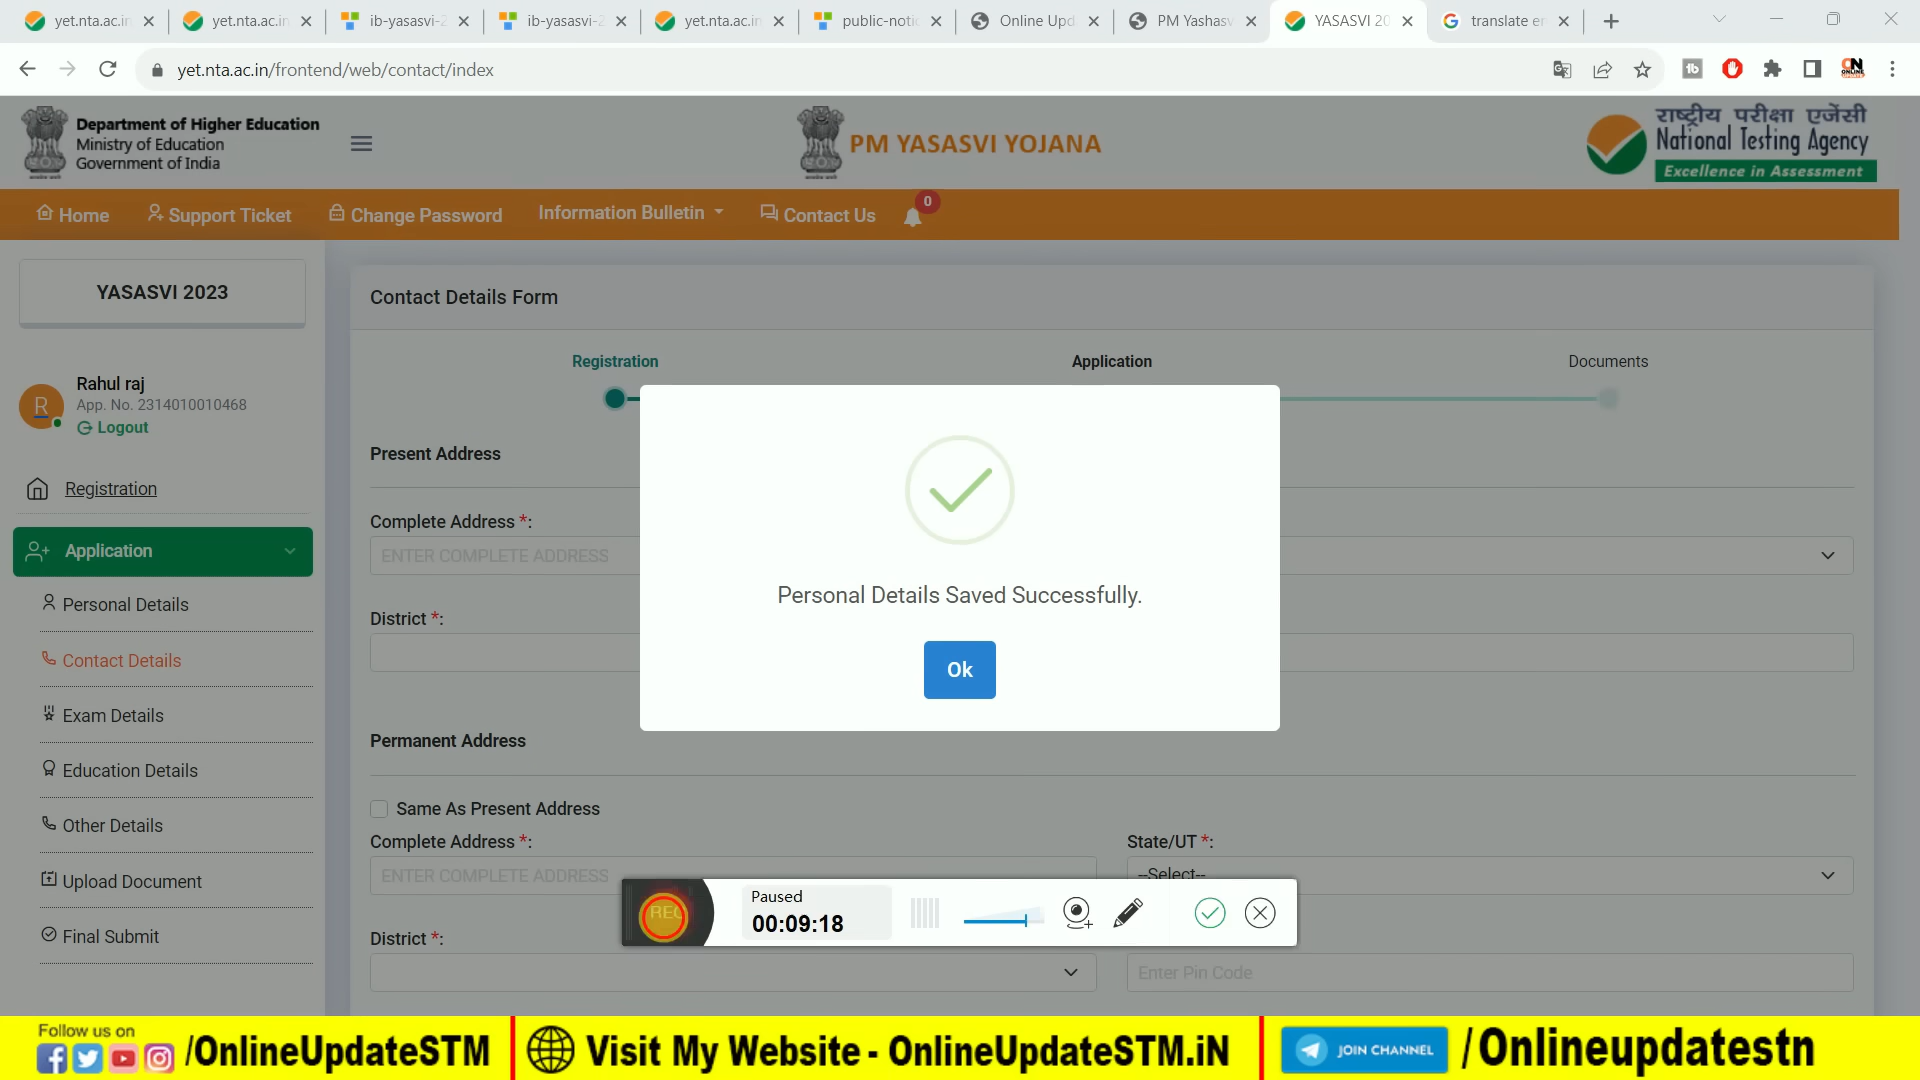 yet.nta.ac.in
yet.nta.ac.in
ib-yasasvi-2
ib-yasasvi-2
yet.nta.ac.in
public-noti
Online Upd
PM Yashasv
YASASVI 20
translate en
yet.nta.ac.in/frontend/web/contact/index
Department of Higher Education
Ministry of Education
Government of India
PM YASASVI YOJANA
राष्ट्रीय परीक्षा एजेंसी
National Testing Agency
Excellence in Assessment
Home
Support Ticket
Change Password
Information Bulletin
Contact Us
0
YASASVI 2023
R
Rahul raj
App. No. 2314010010468
Logout
Registration
Application
Personal Details
Contact Details
Exam Details
Education Details
Other Details
Upload Document
Final Submit
Contact Details Form
Registration
Application
Documents
Present Address
Complete Address *:
ENTER COMPLETE ADDRESS
District *:
Personal Details Saved Successfully.
Ok
Permanent Address
Same As Present Address
Complete Address *:
State/UT *:
ENTER COMPLETE ADDRESS
--Select--
District *:
Enter Pin Code
REC
Paused
00:09:18
Follow us on
/OnlineUpdateSTM
Visit My Website - OnlineUpdateSTM.iN
JOIN CHANNEL
/Onlineupdatestn